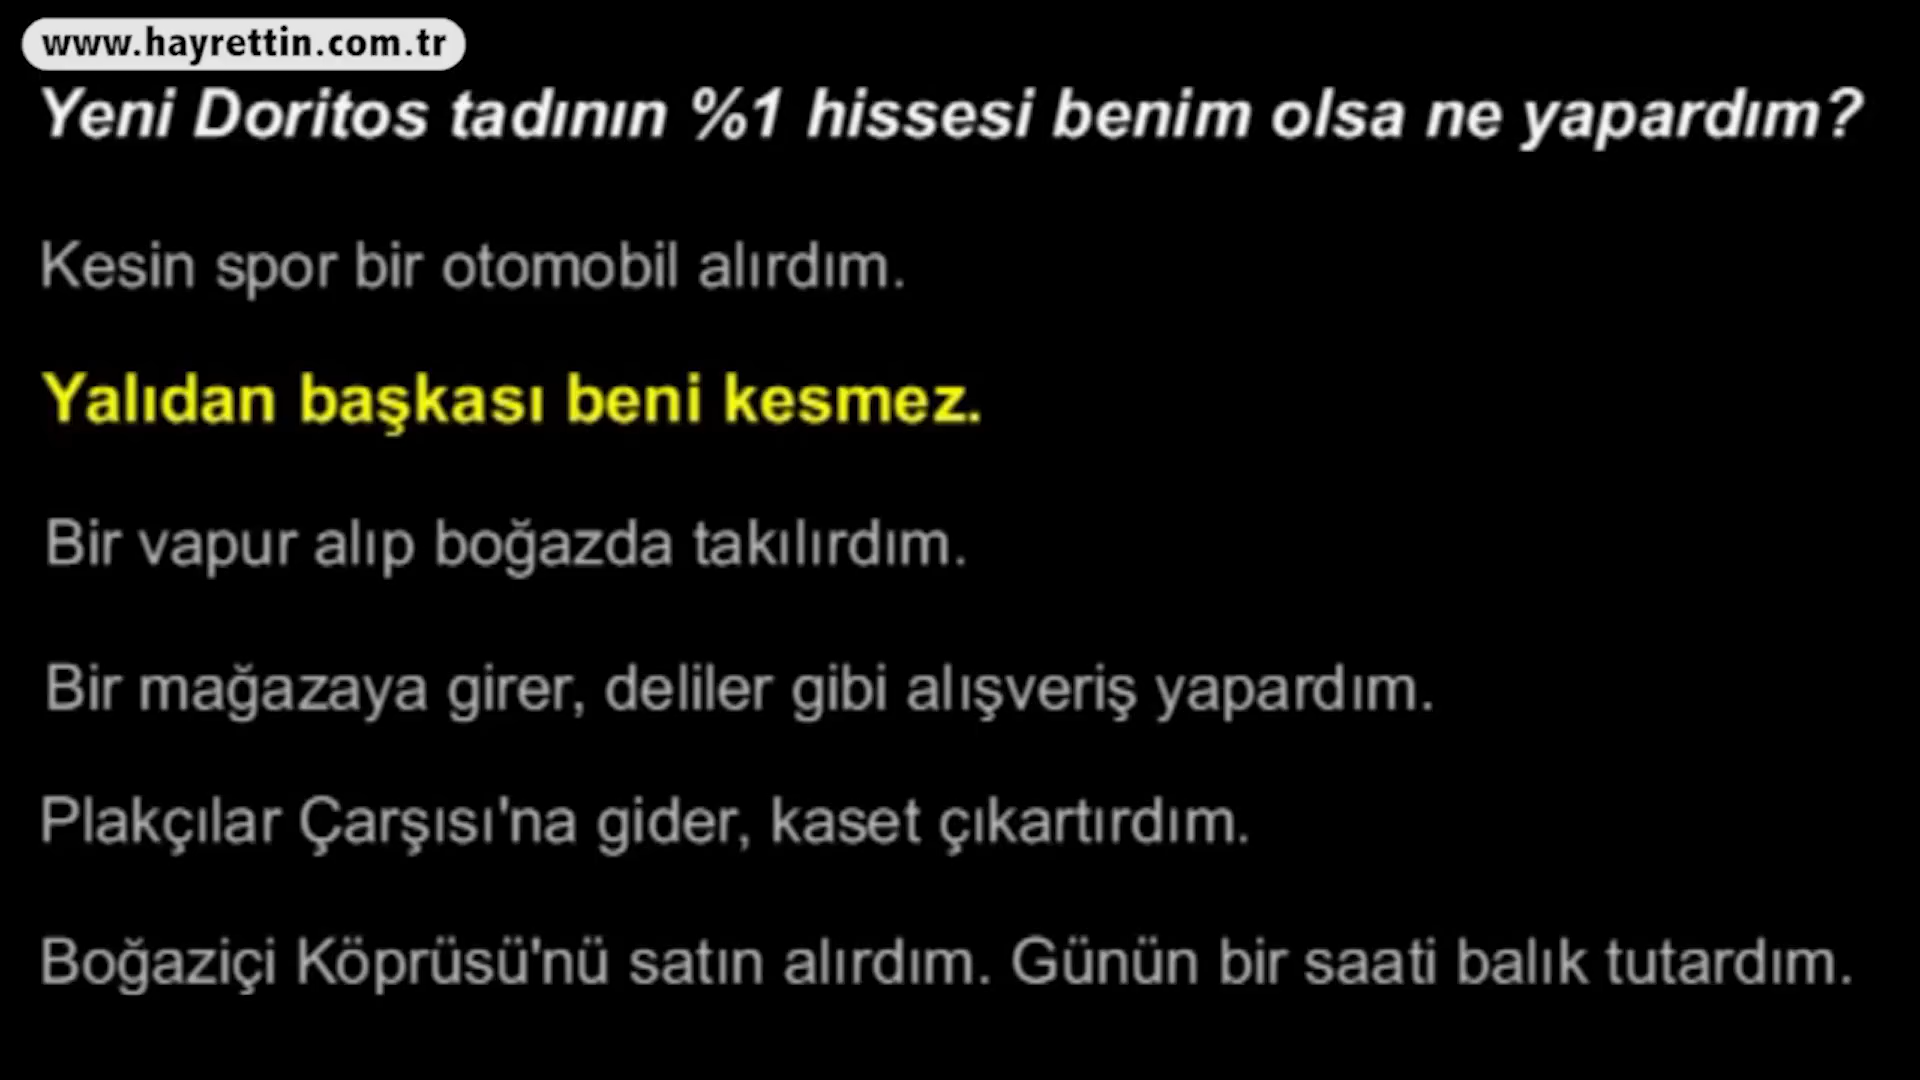 www.hayrettin.com.tr
Yeni Doritos tadının %1 hissesi benim olsa ne yapardım?
Kesin spor bir otomobil alırdım.
Yalıdan başkası beni kesmez.
Bir vapur alıp boğazda takılırdım.
Bir mağazaya girer, deliler gibi alışveriş yapardım.
Plakçılar Çarşısı'na gider, kaset çıkartırdım.
Boğaziçi Köprüsü'nü satın alırdım. Günün bir saati balık tutardım.